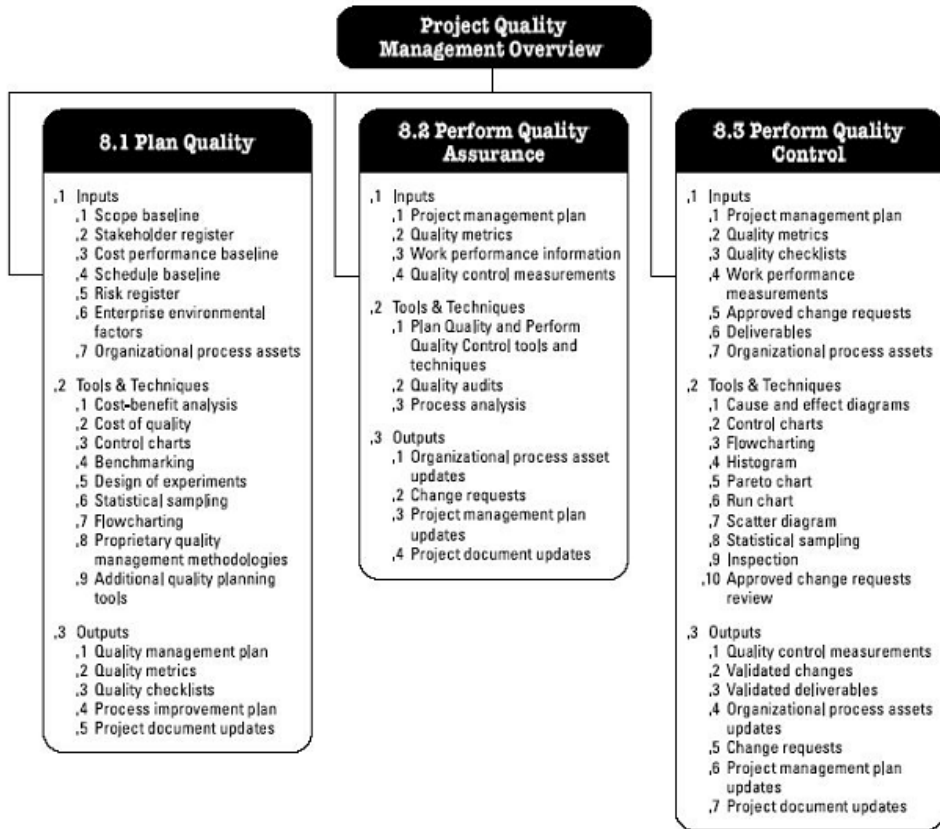 Project Quality
Management Overview
8.1 Plan Quality
,1 Inputs
,1 Scope baseline
,2 Stakeholder register
,3 Cost performance baseline
,4 Schedule baseline
,5 Risk register
,6 Enterprise environmental
factors
,7 Organizational process assets
,2 Tools & Techniques
,1 Cost-benefit analysis
,2 Cost of quality
,3 Control charts
,4 Benchmarking
,5 Design of experiments
,6 Statistical sampling
,7 Flowcharting
,8 Proprietary quality
management methodologies
,9 Additional quality planning
tools
,3 Outputs
,1 Quality management plan
,2 Quality metrics
,3 Quality checklists
,4 Process improvement plan
,5 Project document updates
8.2 Perform Quality
Assurance
,1 Inputs
,1 Project management plan
,2 Quality metrics
,3 Work performance information
,4 Quality control measurements
,2 Tools & Techniques
,1 Plan Quality and Perform
Quality Control tools and
techniques
,2 Quality audits
,3 Process analysis
,3 Outputs
,1 Organizational process asset
updates
,2 Change requests
,3 Project management plan
updates
,4 Project document updates
8.3 Perform Quality
Control
,1 Inputs
,1 Project management plan
,2 Quality metrics
,3 Quality checklists
,4 Work performance
measurements
,5 Approved change requests
,6 Deliverables
,7 Organizational process assets
,2 Tools & Techniques
,1 Cause and effect diagrams
,2 Control charts
,3 Flowcharting
,4 Histogram
,5 Pareto chart
,6 Run chart
,7 Scatter diagram
,8 Statistical sampling
,9 Inspection
,10 Approved change requests
review
,3 Outputs
,1 Quality control measurements
,2 Validated changes
,3 Validated deliverables
,4 Organizational process assets
updates
,5 Change requests
,6 Project management plan
updates
,7 Project document updates